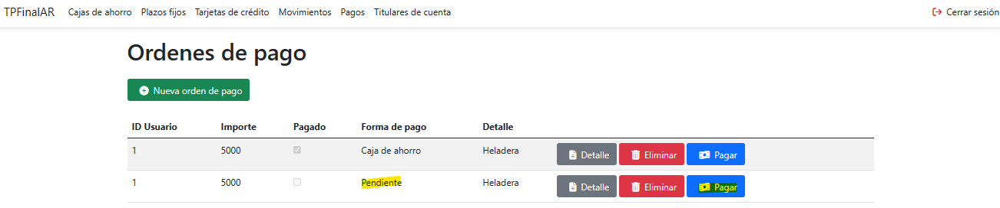 TPFinalAR Cajas de ahorro Plazos fijos Tarjetas de crédito Movimientos Pagos Titulares de cuenta Cerrar sesión
Ordenes de pago
Nueva orden de pago
ID Usuario Importe Pagado Forma de pago Detalle
1 5000 Caja de ahorro Heladera Detalle Eliminar Pagar
1 5000 Pendiente Heladera Detalle Eliminar Pagar